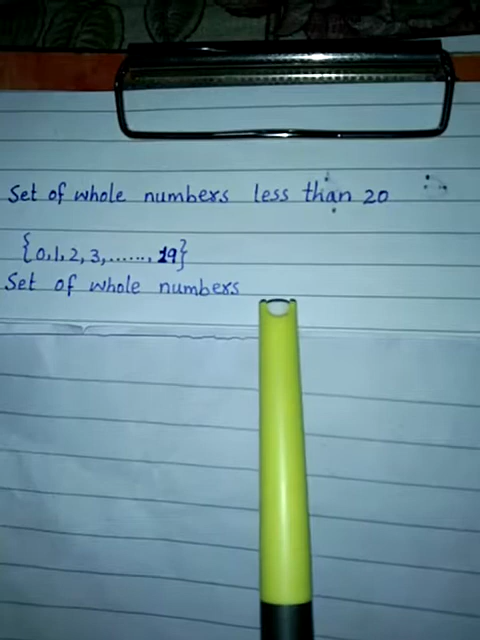 Set of whole numbers less than 20
{0,1,2,3,......,19}
Set of whole numbers